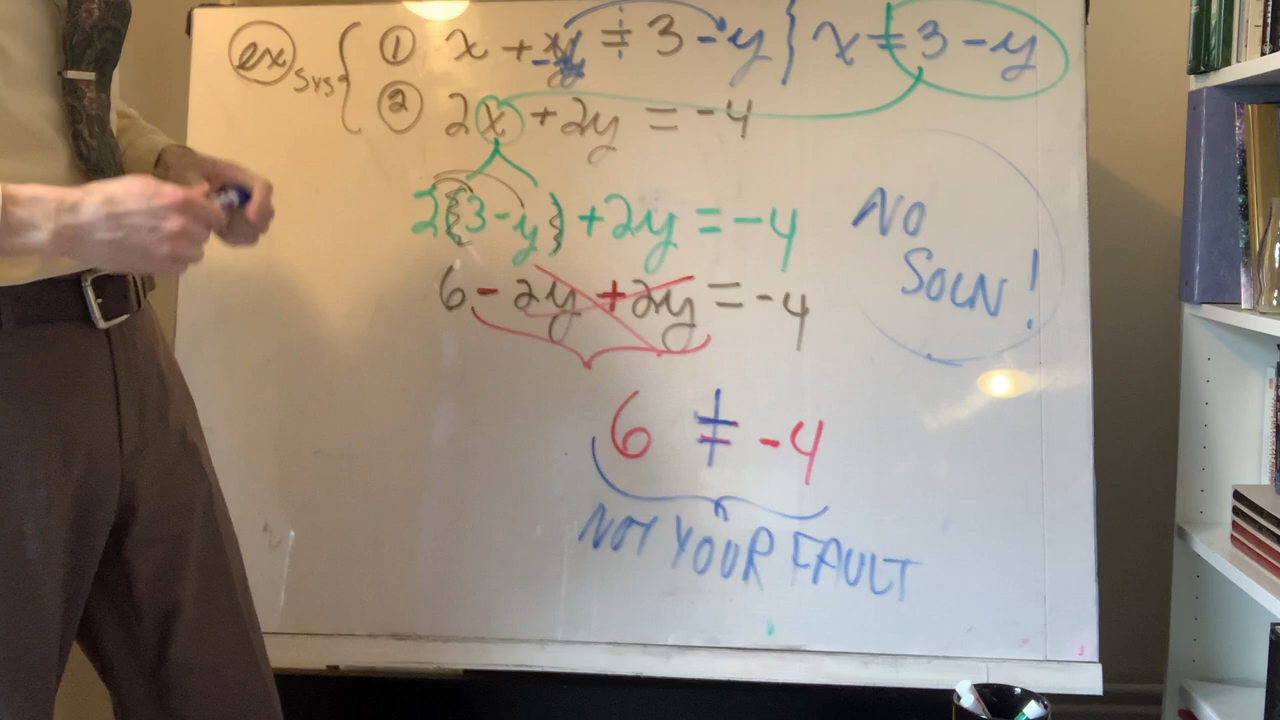 ex Sys { ① x + y = 3 - y } x = 3 - y
- y
② 2x + 2y = -4
2{3 - y} + 2y = -4
6 - 2y + 2y = -4
NO
SOLN!
6 ≠ -4
NOT YOUR FAULT